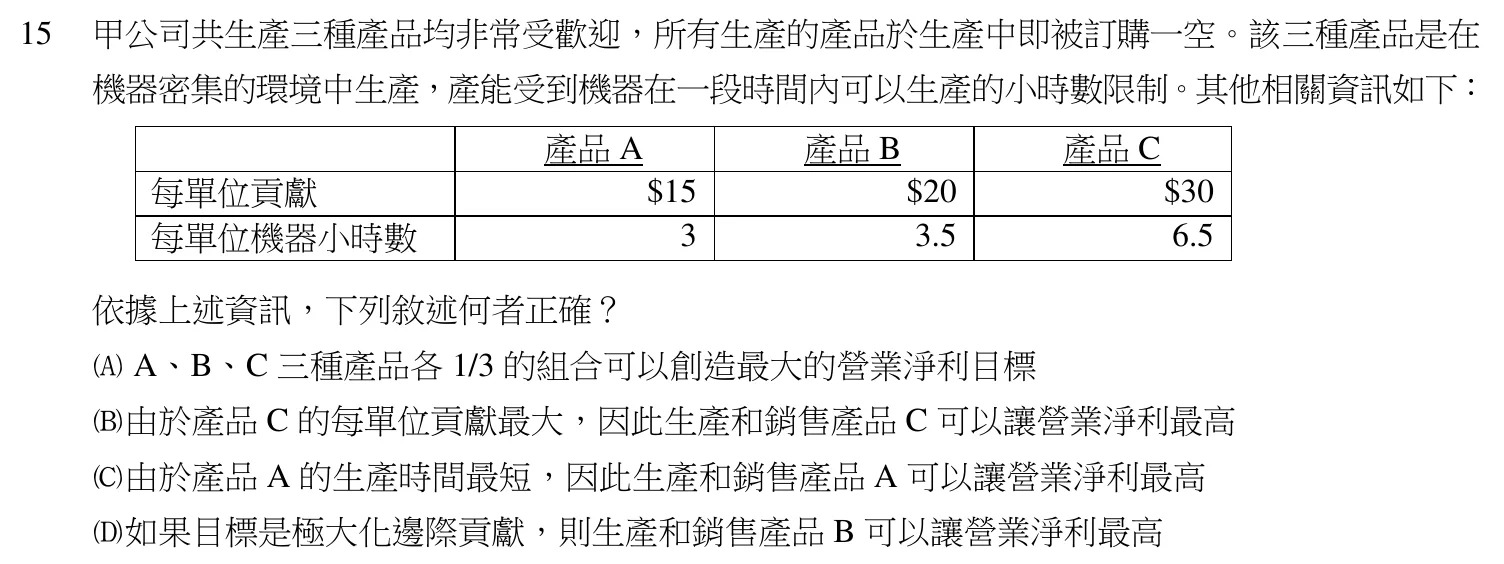 15 甲公司共生產三種產品均非常受歡迎，所有生產的產品於生產中即被訂購一空。該三種產品是在
機器密集的環境中生產，產能受到機器在一段時間內可以生產的小時數限制。其他相關資訊如下：
產品 A 產品 B 產品 C
每單位貢獻 $15 $20 $30
每單位機器小時數 3 3.5 6.5
依據上述資訊，下列敘述何者正確？
(A) A、B、C 三種產品各 1/3 的組合可以創造最大的營業淨利目標
(B)由於產品 C 的每單位貢獻最大，因此生產和銷售產品 C 可以讓營業淨利最高
(C)由於產品 A 的生產時間最短，因此生產和銷售產品 A 可以讓營業淨利最高
(D)如果目標是極大化邊際貢獻，則生產和銷售產品 B 可以讓營業淨利最高